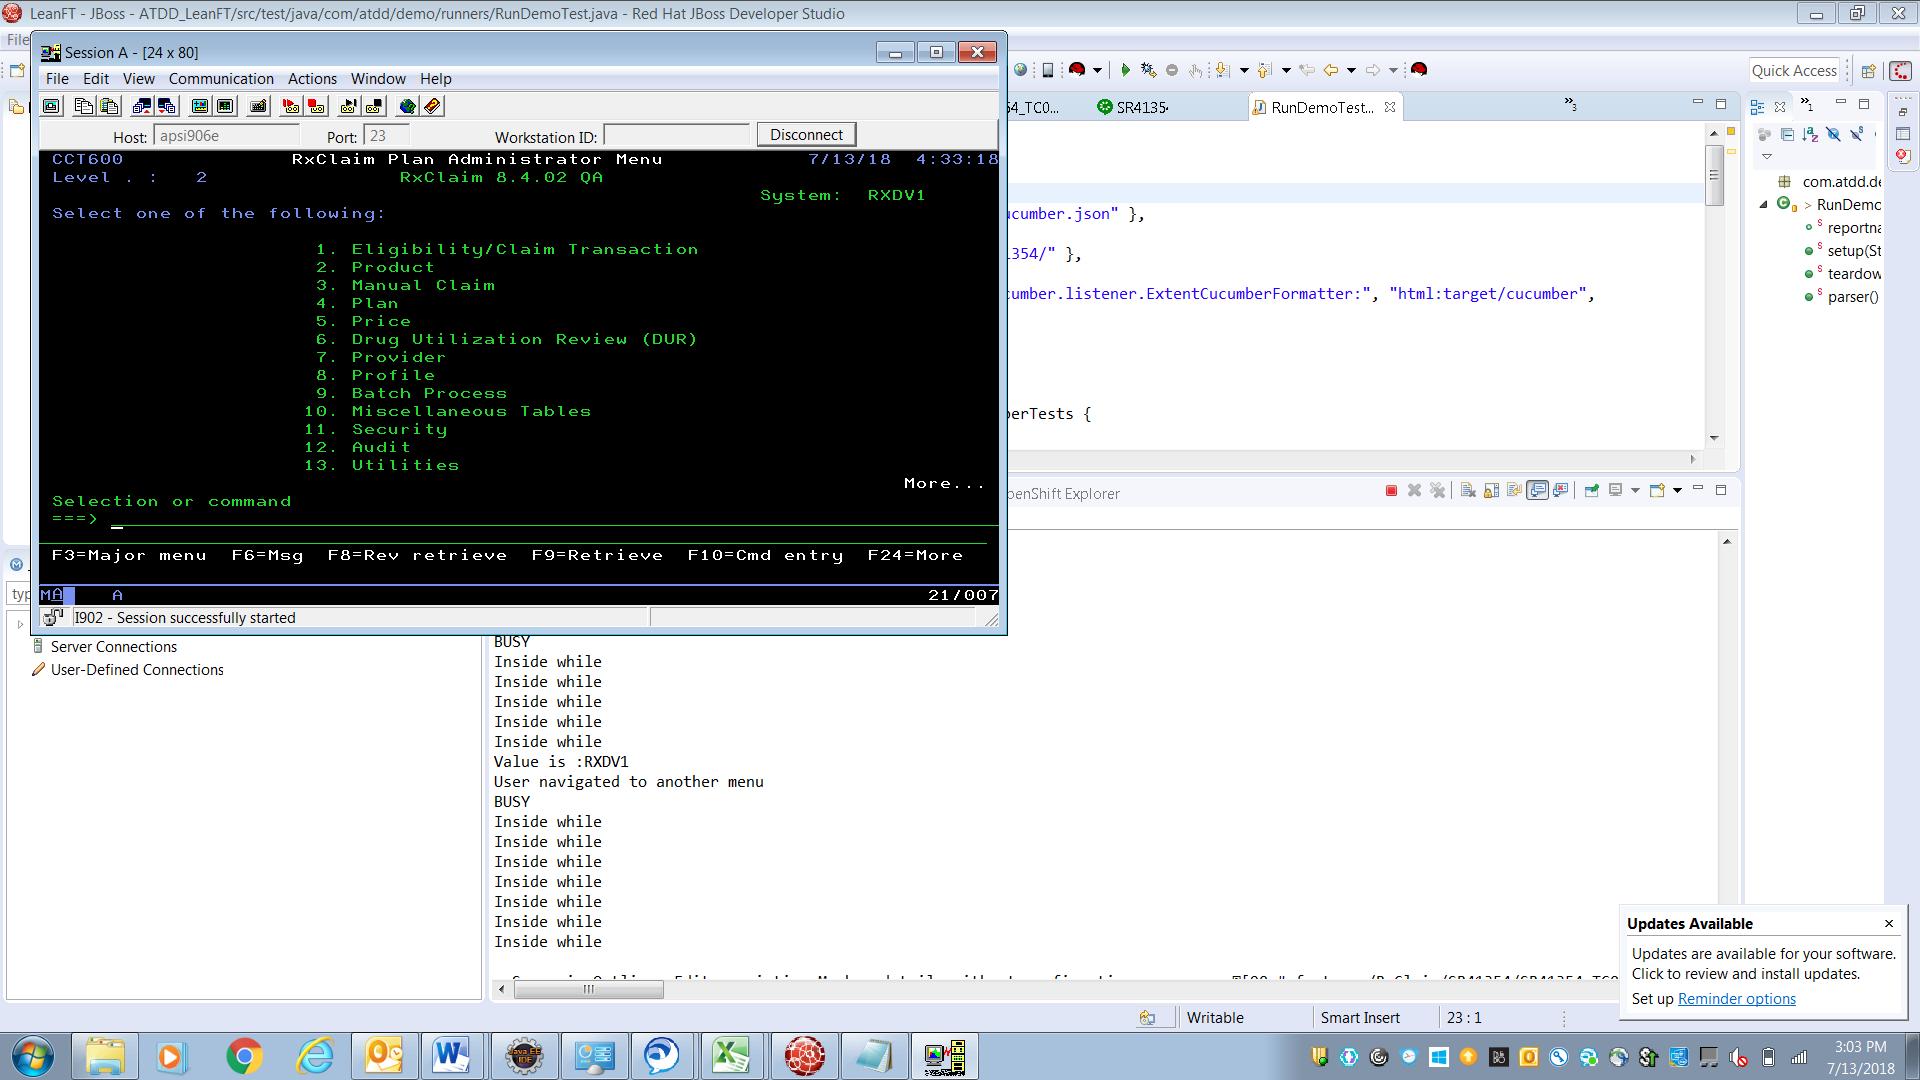 LeanFT - JBoss - ATDD_LeanFT/src/test/java/com/atdd/demo/runners/RunDemoTest.java - Red Hat JBoss Developer Studio
File
Session A - [24 x 80]
File Edit View Communication Actions Window Help
Host: apsi906e Port: 23 Workstation ID: Disconnect
CCT600 RxClaim Plan Administrator Menu 7/13/18 4:33:18
Level . : 2 RxClaim 8.4.02 QA
System: RXDV1
Select one of the following:
1. Eligibility/Claim Transaction
2. Product
3. Manual Claim
4. Plan
5. Price
6. Drug Utilization Review (DUR)
7. Provider
8. Profile
9. Batch Process
10. Miscellaneous Tables
11. Security
12. Audit
13. Utilities
More...
Selection or command
===>
F3=Major menu F6=Msg F8=Rev retrieve F9=Retrieve F10=Cmd entry F24=More
MA A 21/007
I902 - Session successfully started
Quick Access
54_TC0... SR4135 RunDemoTest... 3
ucumber.json" },
1354/" },
cumber.listener.ExtentCucumberFormatter:", "html:target/cucumber",
berTests {
1
com.atdd.de
> RunDemo
reportna
setup(St
teardow
parser()
penShift Explorer
typ
Server Connections
User-Defined Connections
BUSY
Inside while
Inside while
Inside while
Inside while
Inside while
Value is :RXDV1
User navigated to another menu
BUSY
Inside while
Inside while
Inside while
Inside while
Inside while
Inside while
Inside while
Updates Available
Updates are available for your software.
Click to review and install updates.
Set up Reminder options
Writable Smart Insert 23 : 1
3:03 PM
7/13/2018